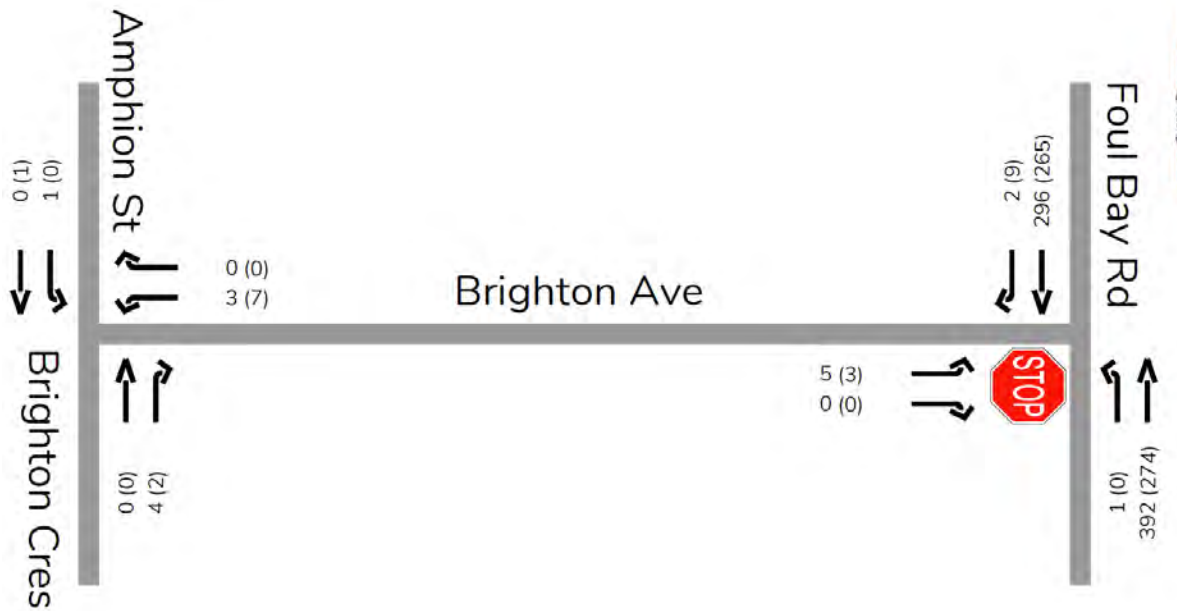 Amphion St
Foul Bay Rd
0 (1)
1 (0)
2 (9)
296 (265)
0 (0)
3 (7)
Brighton Ave
Brighton Cres
5 (3)
0 (0)
STOP
0 (0)
4 (2)
1 (0)
392 (274)